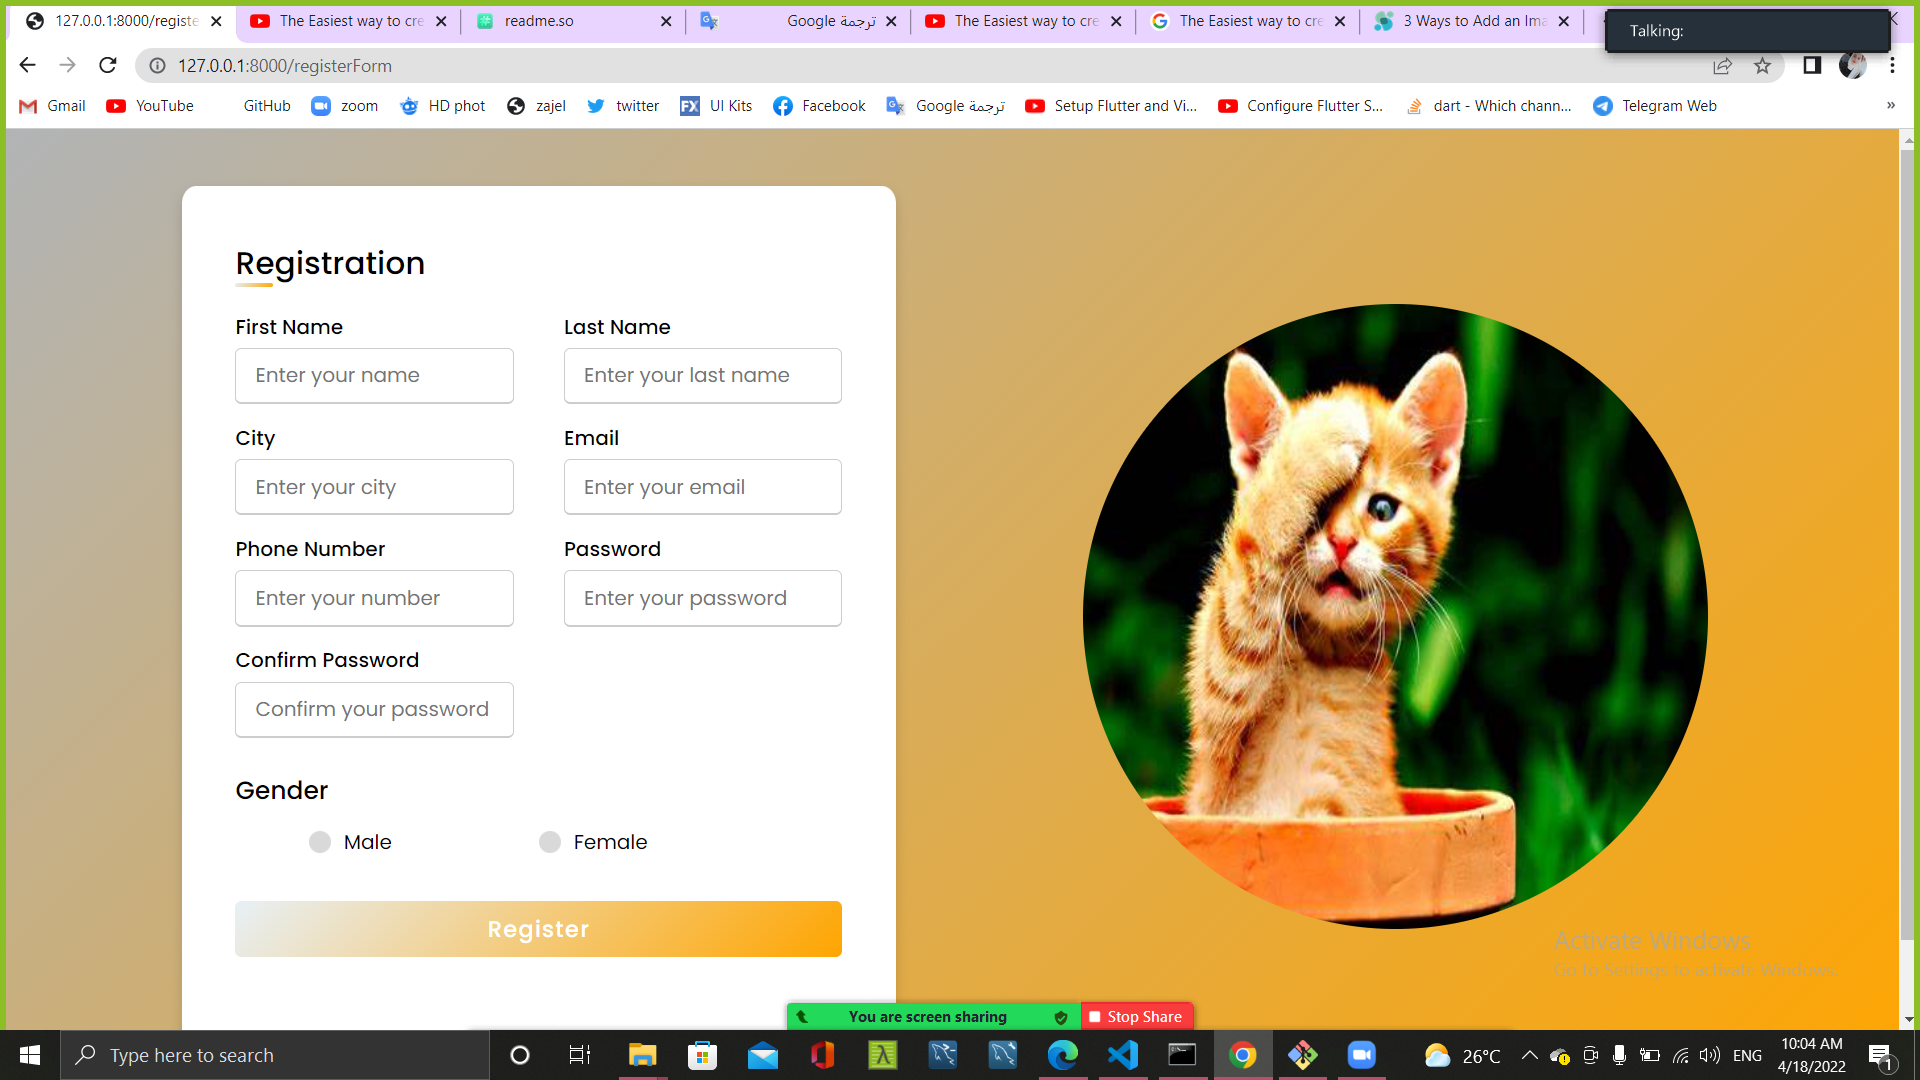 127.0.0.1:8000/registe
The Easiest way to cre
readme.so
ترجمة Google
The Easiest way to cre
The Easiest way to cre
3 Ways to Add an Ima
Talking:
127.0.0.1:8000/registerForm
Gmail
YouTube
GitHub
zoom
HD phot
zajel
twitter
FX
UI Kits
Facebook
ترجمة Google
Setup Flutter and Vi...
Configure Flutter S...
dart - Which chann...
Telegram Web
»
Registration
First Name
Last Name
Enter your name
Enter your last name
City
Email
Enter your city
Enter your email
Phone Number
Password
Enter your number
Enter your password
Confirm Password
Confirm your password
Gender
Male
Female
Register
Activate Windows
Go to Settings to activate Windows.
You are screen sharing
Stop Share
Type here to search
26°C
ENG
10:04 AM
4/18/2022
1